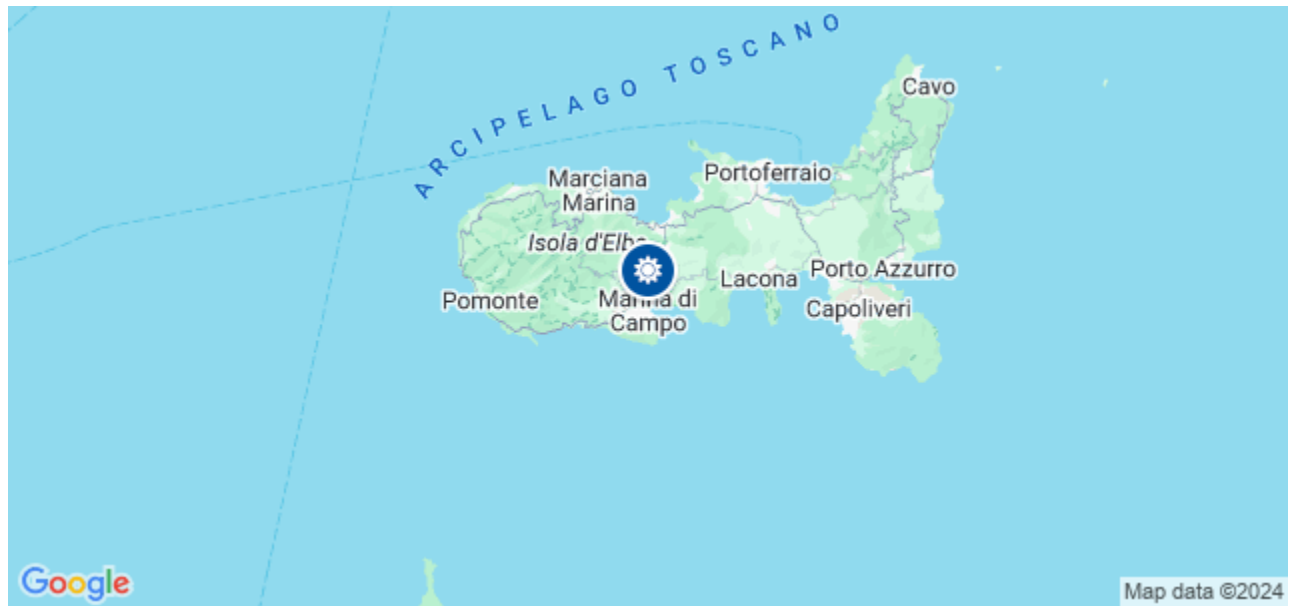 ARCIPELAGO TOSCANO
Cavo
Portoferraio
Marciana
Marina
Isola d'Elba
Porto Azzurro
Lacona
Pomonte
Marina di
Campo
Capoliveri
Google
Map data ©2024